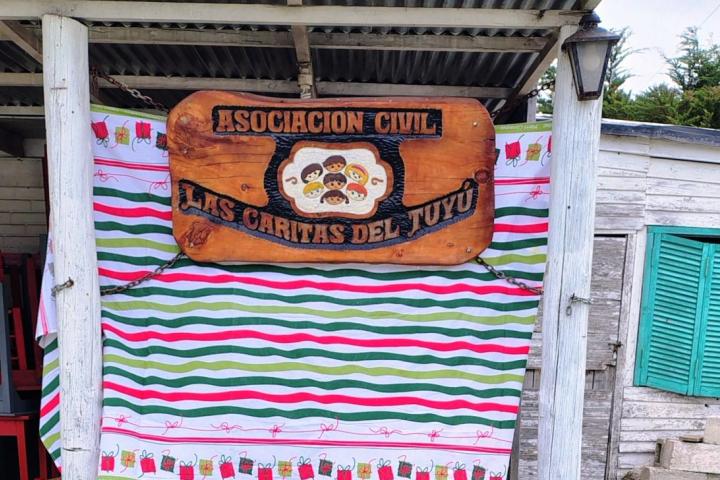 ASOCIACION CIVIL
LAS CARITAS DEL TUYÚ